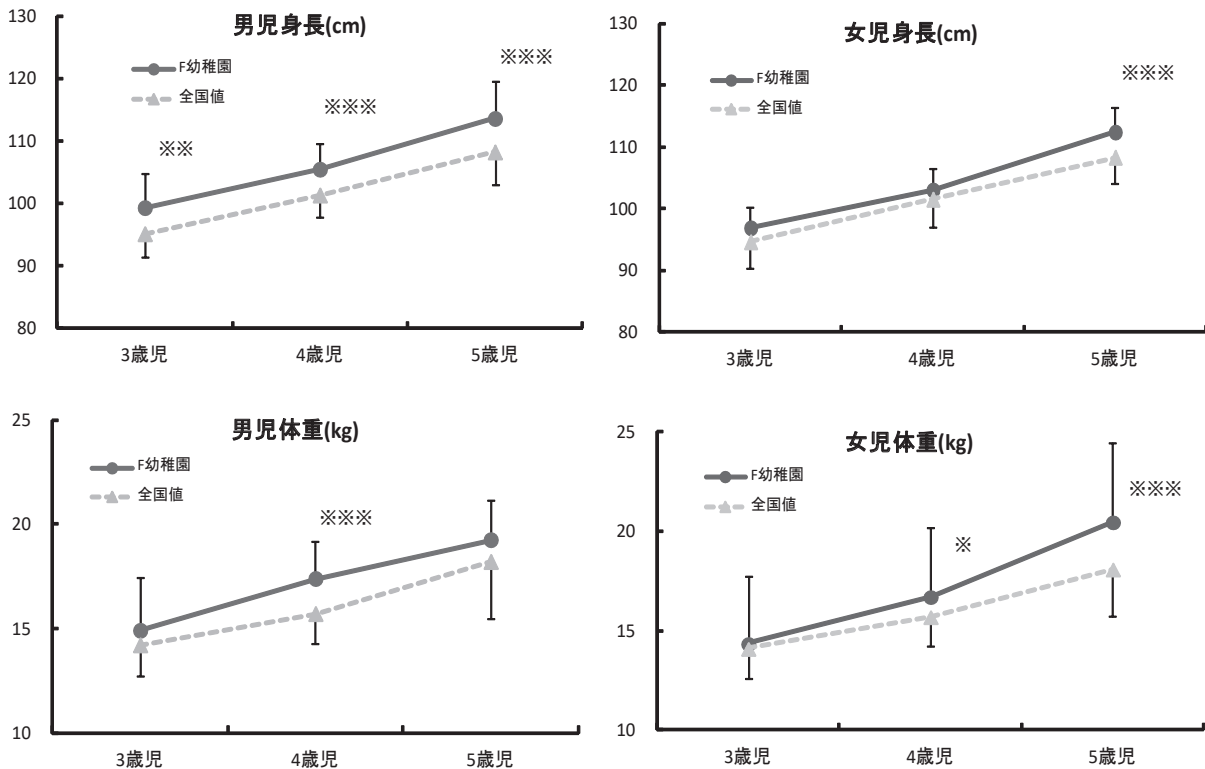 男児身長(cm)
F幼稚園
全国値
※※
※※※
※※※
130
120
110
100
90
80
3歳児
4歳児
5歳児
女児身長(cm)
F幼稚園
全国値
※※※
130
120
110
100
90
80
3歳児
4歳児
5歳児
男児体重(kg)
F幼稚園
全国値
※※※
25
20
15
10
3歳児
4歳児
5歳児
女児体重(kg)
F幼稚園
全国値
※
※※※
25
20
15
10
3歳児
4歳児
5歳児